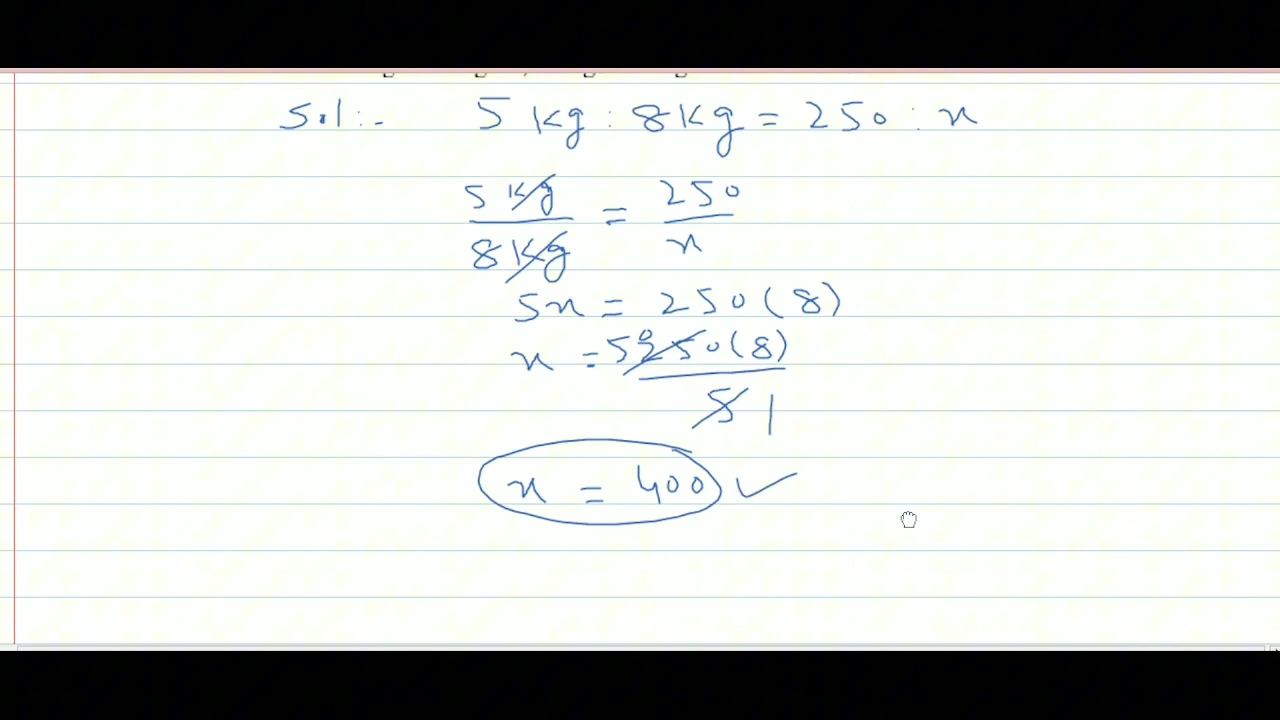 Sol :- 5 kg : 8 kg = 250 : x
5 kg / 8 kg = 250 / x
5x = 250(8)
x = 50 250(8) / 5 1
x = 400 ✓